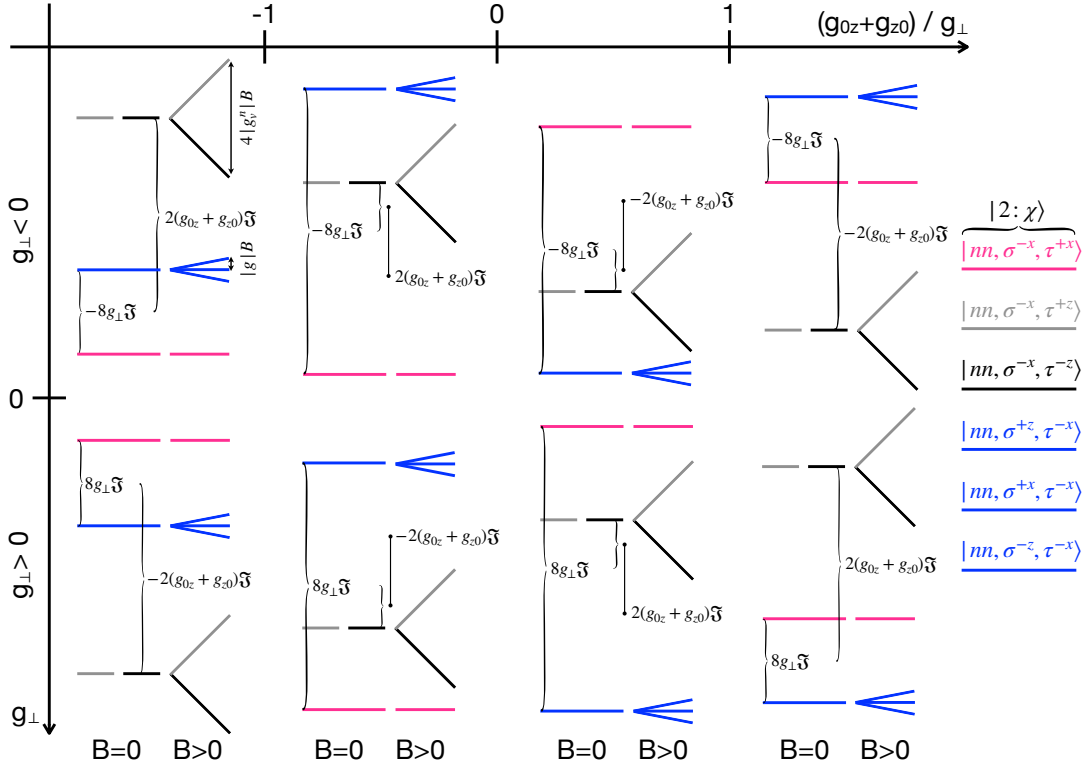 -1
0
1
(g0z+gz0) / g⊥
g⊥<0
4|gᵥⁿ|B
|g|B
2(g0z + gz0)𝔉
−8g⊥𝔉
−8g⊥𝔉
2(g0z + gz0)𝔉
−2(g0z + gz0)𝔉
−8g⊥𝔉
−8g⊥𝔉
−2(g0z + gz0)𝔉
|2: χ⟩
|nn, σ⁻ˣ, τ⁺ˣ⟩
|nn, σ⁻ˣ, τ⁺ᶻ⟩
|nn, σ⁻ˣ, τ⁻ᶻ⟩
|nn, σ⁺ᶻ, τ⁻ˣ⟩
|nn, σ⁺ˣ, τ⁻ˣ⟩
|nn, σ⁻ᶻ, τ⁻ˣ⟩
0
g⊥>0
8g⊥𝔉
−2(g0z + gz0)𝔉
−2(g0z + gz0)𝔉
8g⊥𝔉
8g⊥𝔉
2(g0z + gz0)𝔉
2(g0z + gz0)𝔉
8g⊥𝔉
g⊥
B=0 B>0 B=0 B>0 B=0 B>0 B=0 B>0